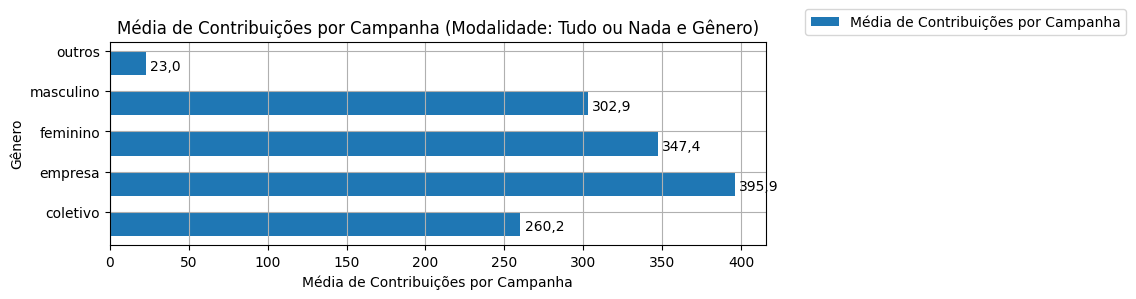 Média de Contribuições por Campanha (Modalidade: Tudo ou Nada e Gênero)
Média de Contribuições por Campanha
Gênero
outros
23,0
masculino
302,9
feminino
347,4
empresa
395,9
coletivo
260,2
0 50 100 150 200 250 300 350 400
Média de Contribuições por Campanha